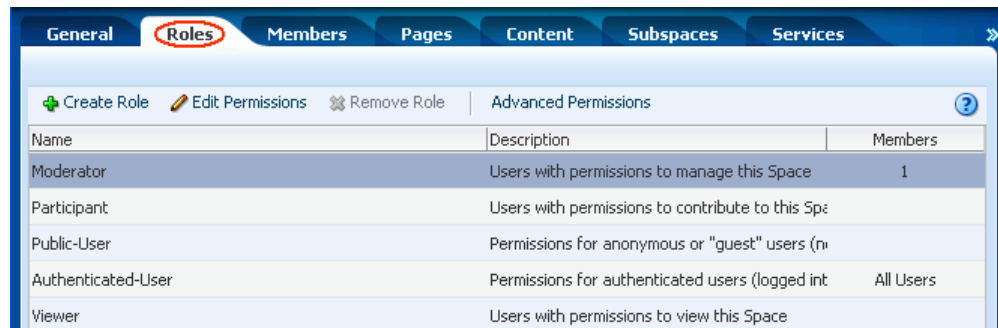 General Roles Members Pages Content Subspaces Services »
Create Role Edit Permissions Remove Role Advanced Permissions ?
Name Description Members
Moderator Users with permissions to manage this Space 1
Participant Users with permissions to contribute to this Spa
Public-User Permissions for anonymous or "guest" users (n
Authenticated-User Permissions for authenticated users (logged int All Users
Viewer Users with permissions to view this Space